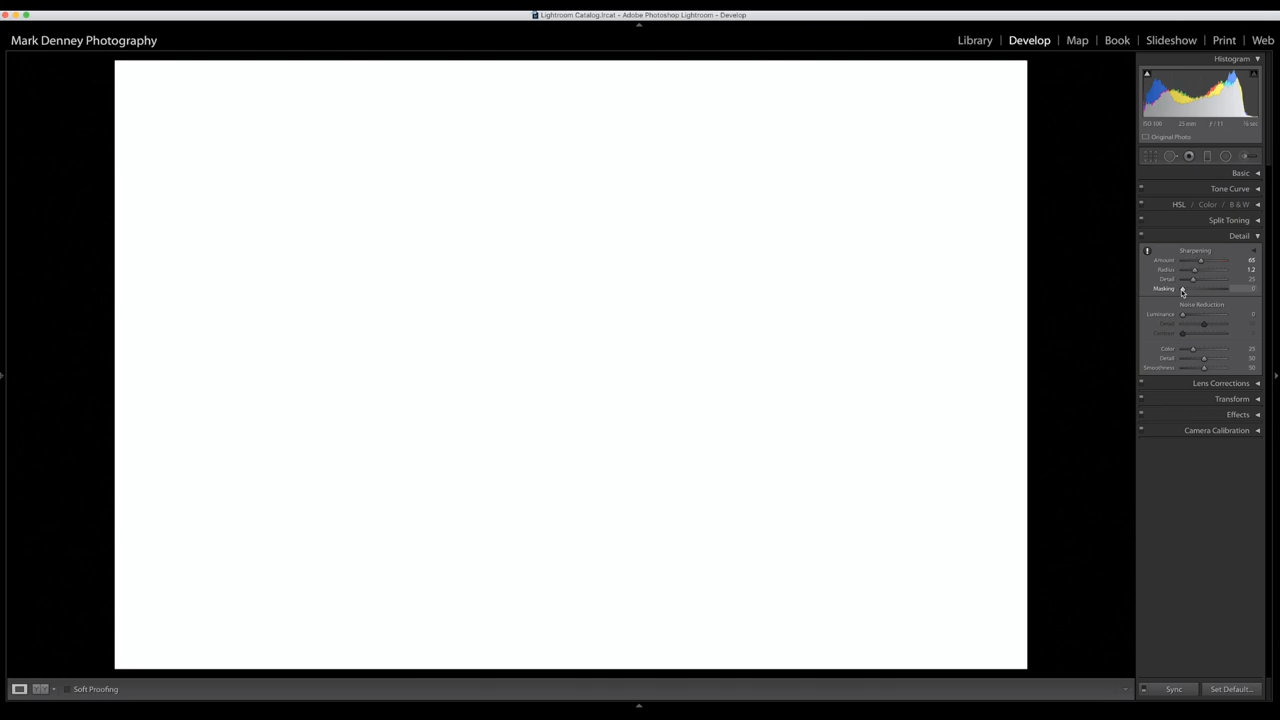 Lightroom Catalog.lrcat - Adobe Photoshop Lightroom - Develop
Mark Denney Photography
Library | Develop | Map | Book | Slideshow | Print | Web
Histogram
ISO 100 25 mm ƒ / 11
Original Photo
Basic
Tone Curve
HSL / Color / B & W
Split Toning
Detail
Sharpening
Amount 65
Radius 1.2
Detail 25
Masking 0
Noise Reduction
Luminance 0
Detail
Contrast
Color 25
Detail 50
Smoothness 50
Lens Corrections
Transform
Effects
Camera Calibration
Soft Proofing
Sync
Set Default...